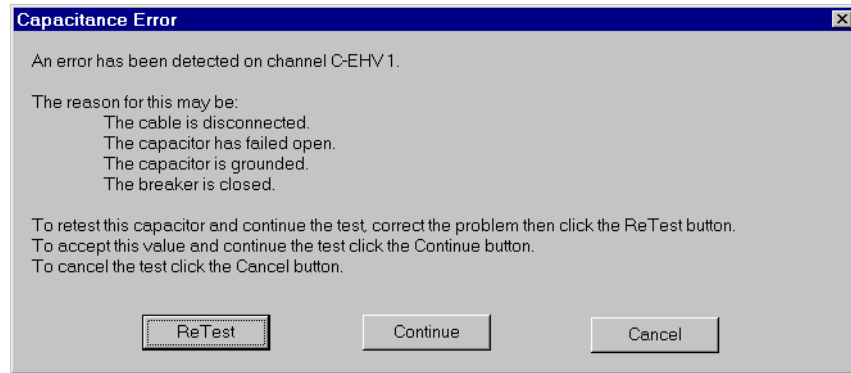 Capacitance Error
An error has been detected on channel C-EHV 1.
The reason for this may be:
The cable is disconnected.
The capacitor has failed open.
The capacitor is grounded.
The breaker is closed.
To retest this capacitor and continue the test, correct the problem then click the ReTest button.
To accept this value and continue the test click the Continue button.
To cancel the test click the Cancel button.
ReTest Continue Cancel